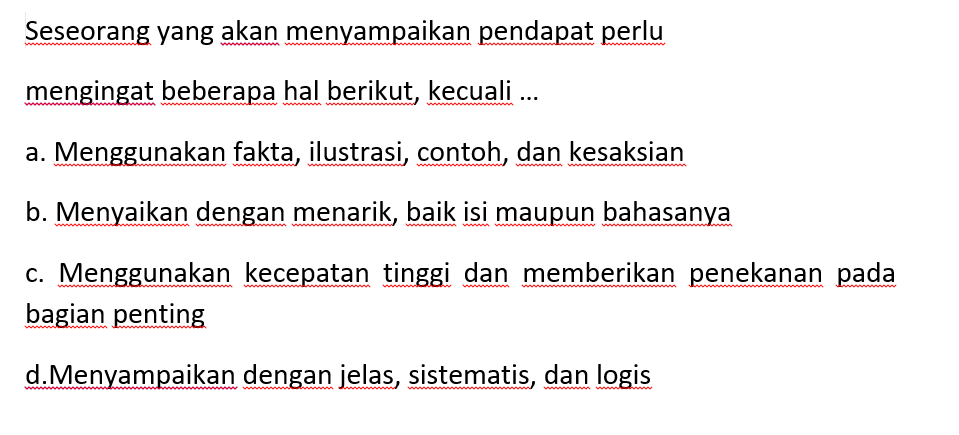 Seseorang yang akan menyampaikan pendapat perlu
mengingat beberapa hal berikut, kecuali ...
a. Menggunakan fakta, ilustrasi, contoh, dan kesaksian
b. Menyaikan dengan menarik, baik isi maupun bahasanya
c. Menggunakan kecepatan tinggi dan memberikan penekanan pada
bagian penting
d.Menyampaikan dengan jelas, sistematis, dan logis